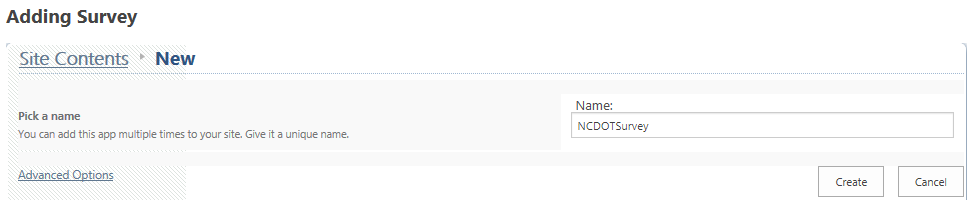 Adding Survey
Site Contents New
Pick a name
You can add this app multiple times to your site. Give it a unique name.
Name:
NCDOTSurvey
Advanced Options
Create Cancel